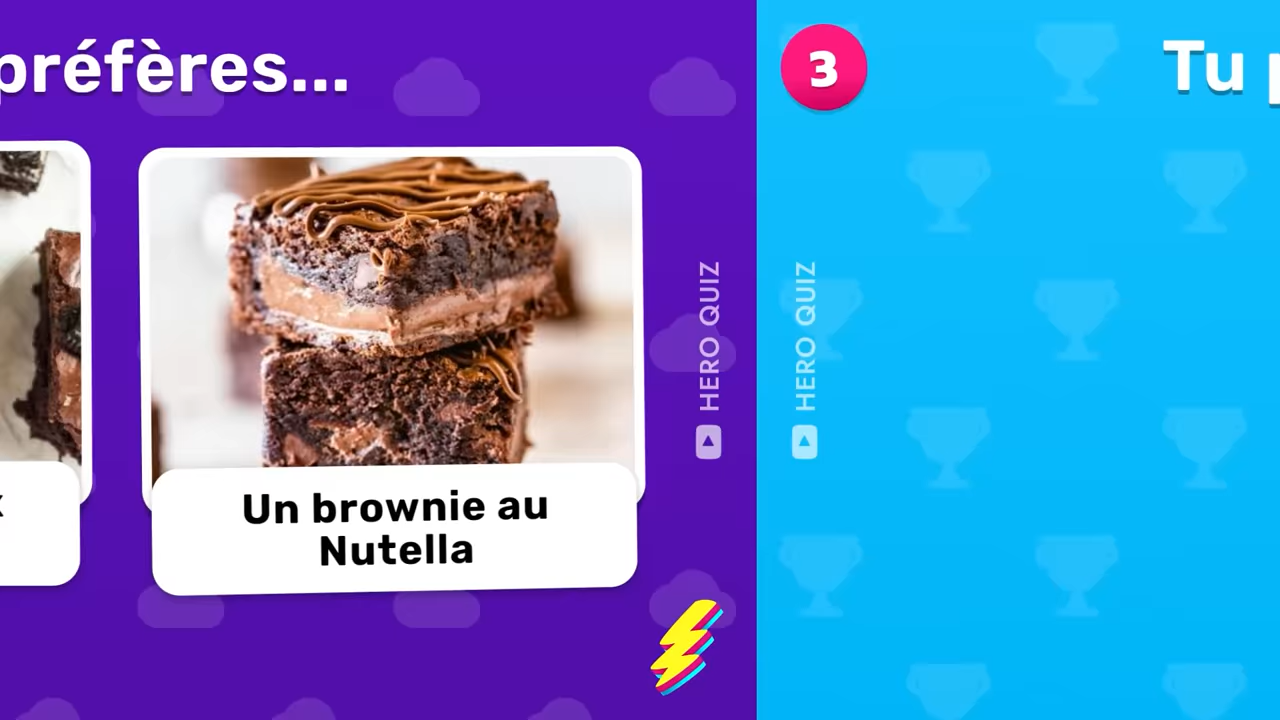 préfères...
Un brownie au
Nutella
HERO QUIZ
3
Tu
HERO QUIZ